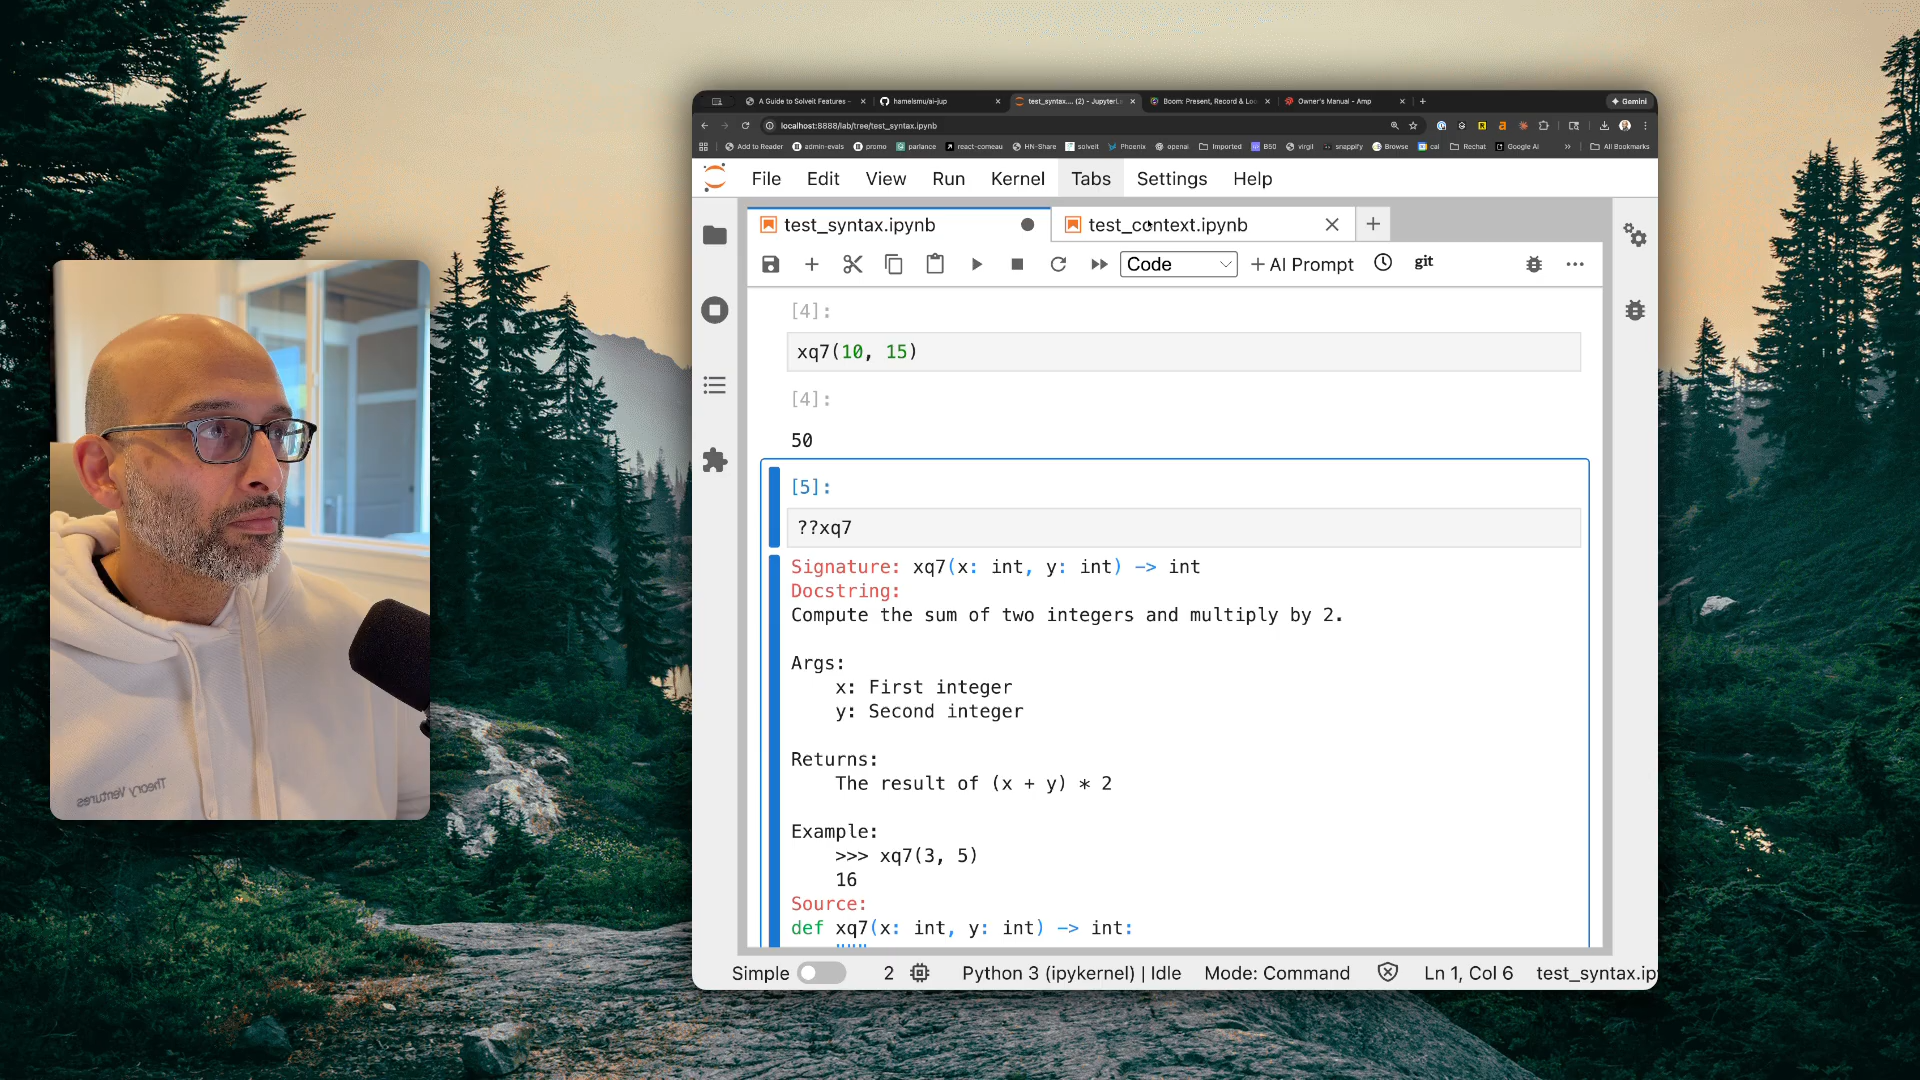 A Guide to Solveit Features -
hamelsmu/ai-jup
test_syntax.... (2) - JupyterL
Boom: Present, Record & Lo
Owner's Manual - Amp
Gemini
localhost:8888/lab/tree/test_syntax.ipynb
Add to Reader admin-evals promo parlance react-comeau HN-Share solveit Phoenix openai Imported B50 virgil snappify Browse cal Rechat Google AI » All Bookmarks
File Edit View Run Kernel Tabs Settings Help
test_syntax.ipynb
test_context.ipynb
Code
+ AI Prompt
git
[4]:
xq7(10, 15)
[4]:
50
[5]:
??xq7
Signature: xq7(x: int, y: int) -> int
Docstring:
Compute the sum of two integers and multiply by 2.
Args:
x: First integer
y: Second integer
Returns:
The result of (x + y) * 2
Example:
>>> xq7(3, 5)
16
Source:
def xq7(x: int, y: int) -> int:
"""
Simple
2
Python 3 (ipykernel) | Idle
Mode: Command
Ln 1, Col 6
test_syntax.ip
Theory Ventures